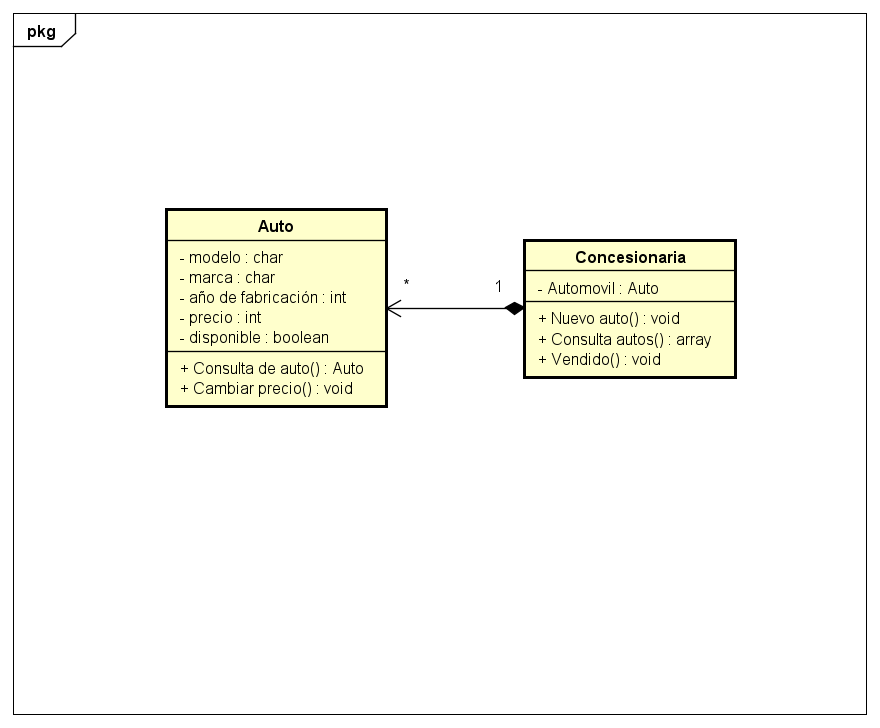 pkg
Auto
- modelo : char
- marca : char
- año de fabricación : int
- precio : int
- disponible : boolean
+ Consulta de auto() : Auto
+ Cambiar precio() : void
*
1
Concesionaria
- Automovil : Auto
+ Nuevo auto() : void
+ Consulta autos() : array
+ Vendido() : void